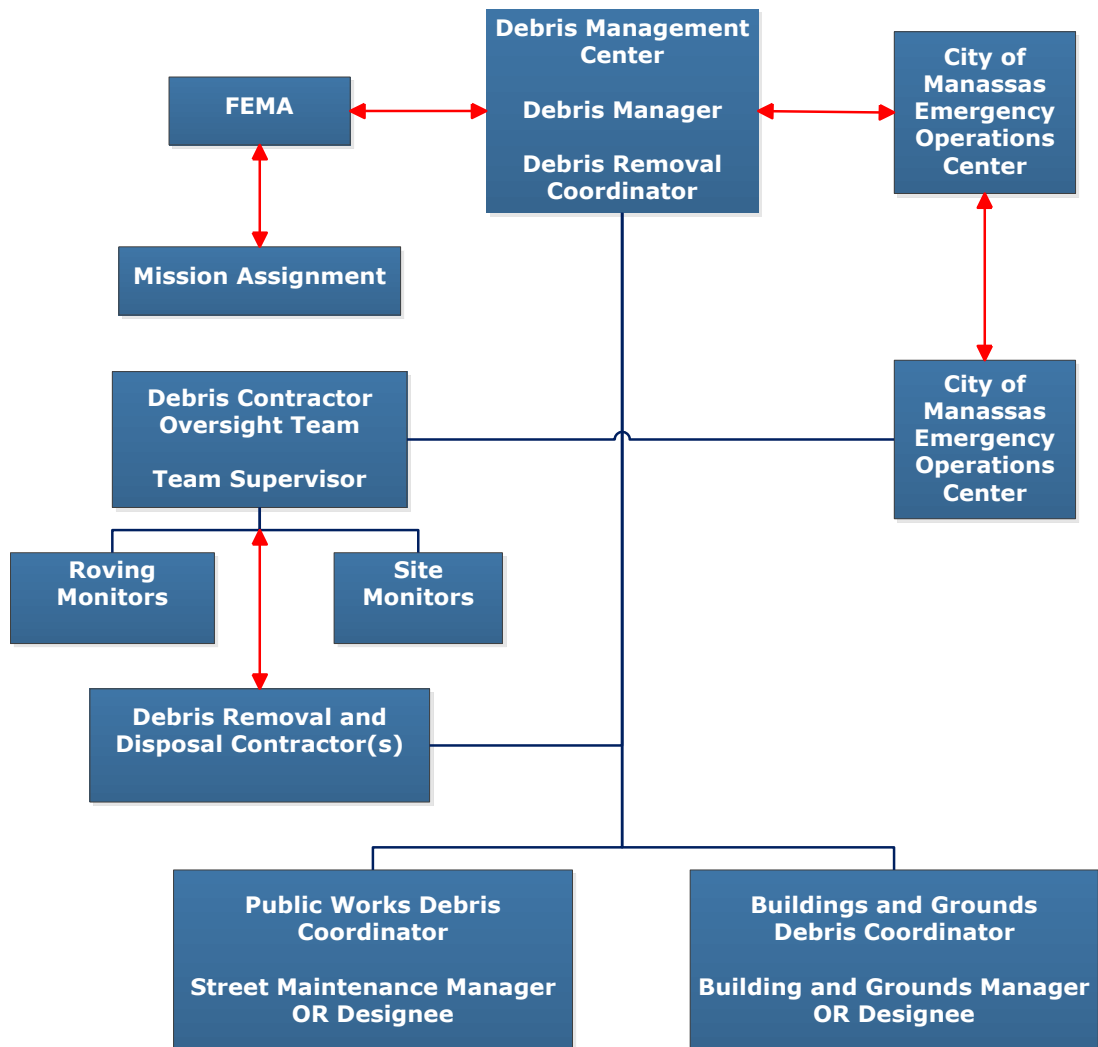 Debris Management
Center
Debris Manager
Debris Removal
Coordinator
FEMA
City of
Manassas
Emergency
Operations
Center
Mission Assignment
Debris Contractor
Oversight Team
Team Supervisor
City of
Manassas
Emergency
Operations
Center
Roving
Monitors
Site
Monitors
Debris Removal and
Disposal Contractor(s)
Public Works Debris
Coordinator
Street Maintenance Manager
OR Designee
Buildings and Grounds
Debris Coordinator
Building and Grounds Manager
OR Designee